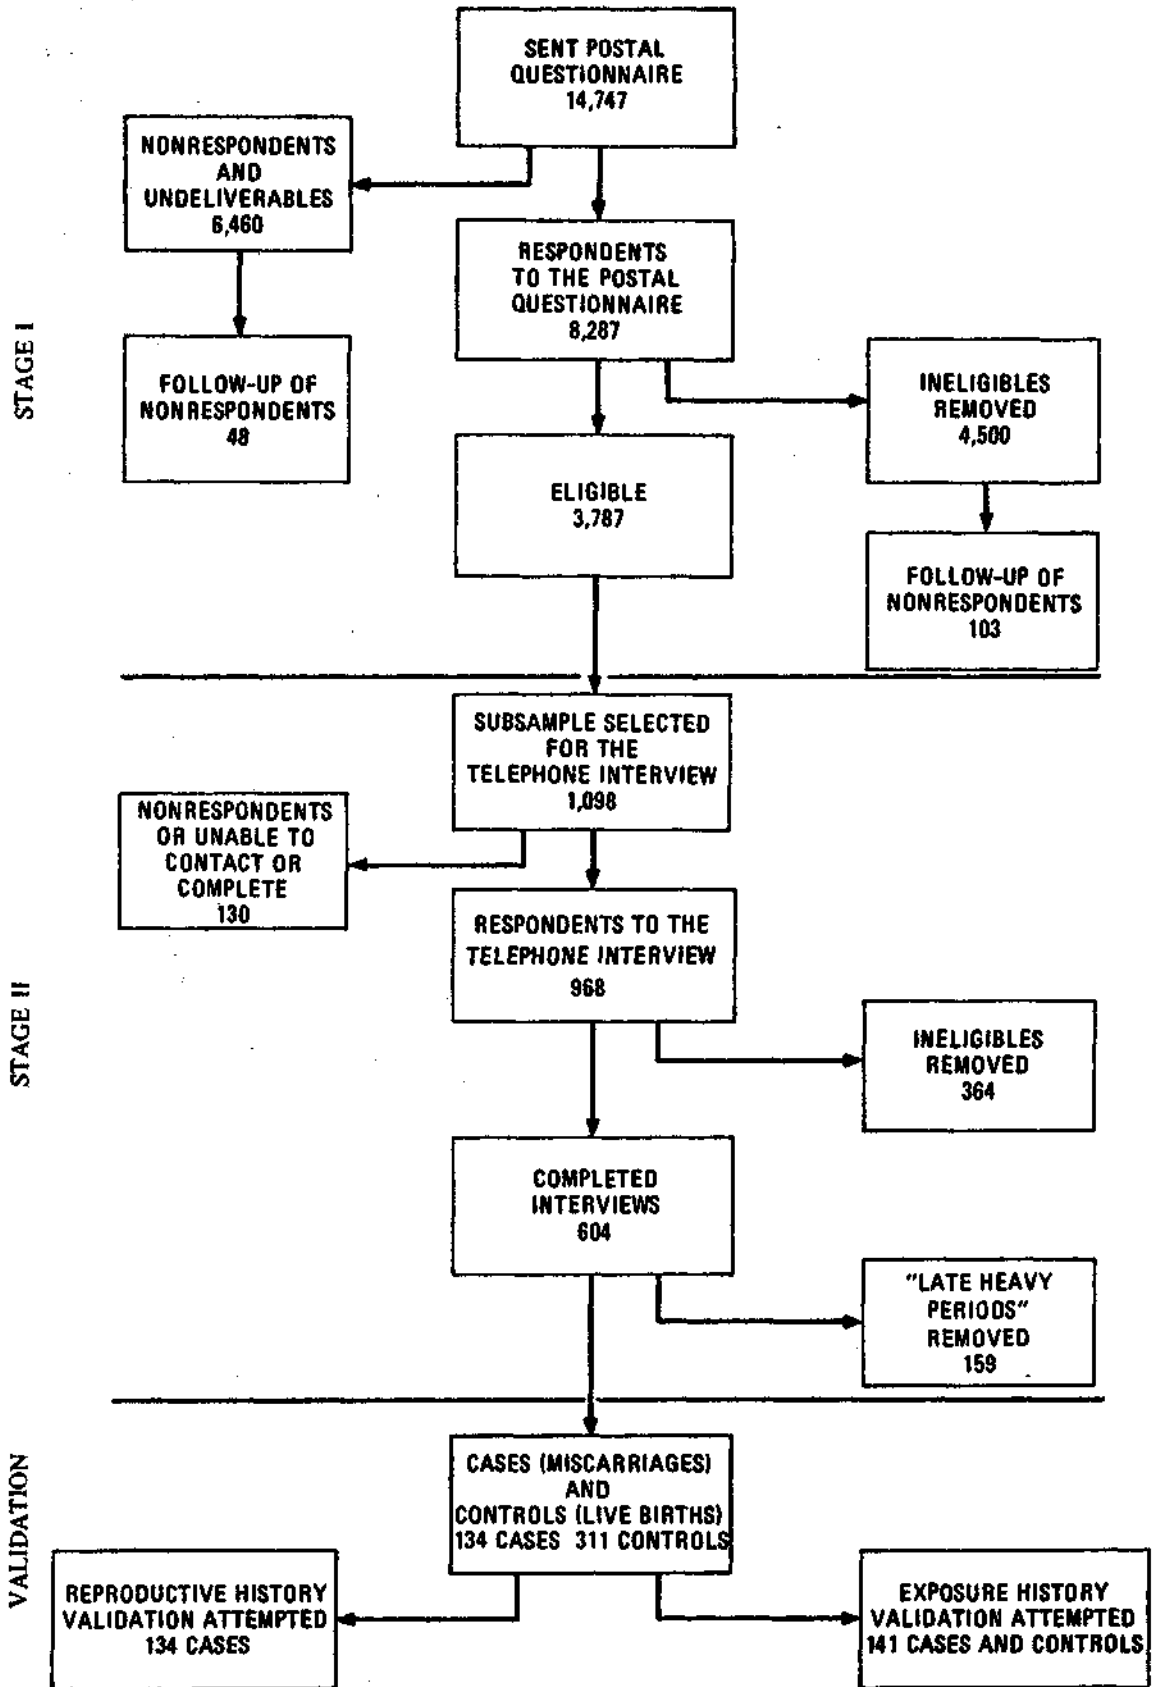 SENT POSTAL
QUESTIONNAIRE
14,747
NONRESPONDENTS
AND
UNDELIVERABLES
6,460
RESPONDENTS
TO THE POSTAL
QUESTIONNAIRE
8,287
STAGE I
FOLLOW-UP OF
NONRESPONDENTS
48
INELIGIBLES
REMOVED
4,500
ELIGIBLE
3,787
FOLLOW-UP OF
NONRESPONDENTS
103
SUBSAMPLE SELECTED
FOR THE
TELEPHONE INTERVIEW
1,098
NONRESPONDENTS
OR UNABLE TO
CONTACT OR
COMPLETE
130
RESPONDENTS TO THE
TELEPHONE INTERVIEW
968
STAGE II
INELIGIBLES
REMOVED
364
COMPLETED
INTERVIEWS
604
"LATE HEAVY
PERIODS"
REMOVED
159
VALIDATION
CASES (MISCARRIAGES)
AND
CONTROLS (LIVE BIRTHS)
134 CASES 311 CONTROLS
REPRODUCTIVE HISTORY
VALIDATION ATTEMPTED
134 CASES
EXPOSURE HISTORY
VALIDATION ATTEMPTED
141 CASES AND CONTROLS